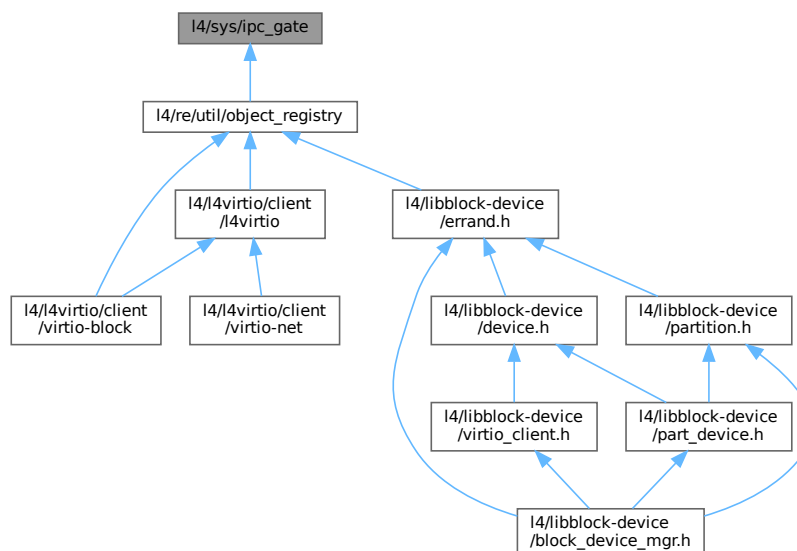 l4/sys/ipc_gate
l4/re/util/object_registry
l4/l4virtio/client
/l4virtio
l4/libblock-device
/errand.h
l4/l4virtio/client
/virtio-block
l4/l4virtio/client
/virtio-net
l4/libblock-device
/device.h
l4/libblock-device
/partition.h
l4/libblock-device
/virtio_client.h
l4/libblock-device
/part_device.h
l4/libblock-device
/block_device_mgr.h